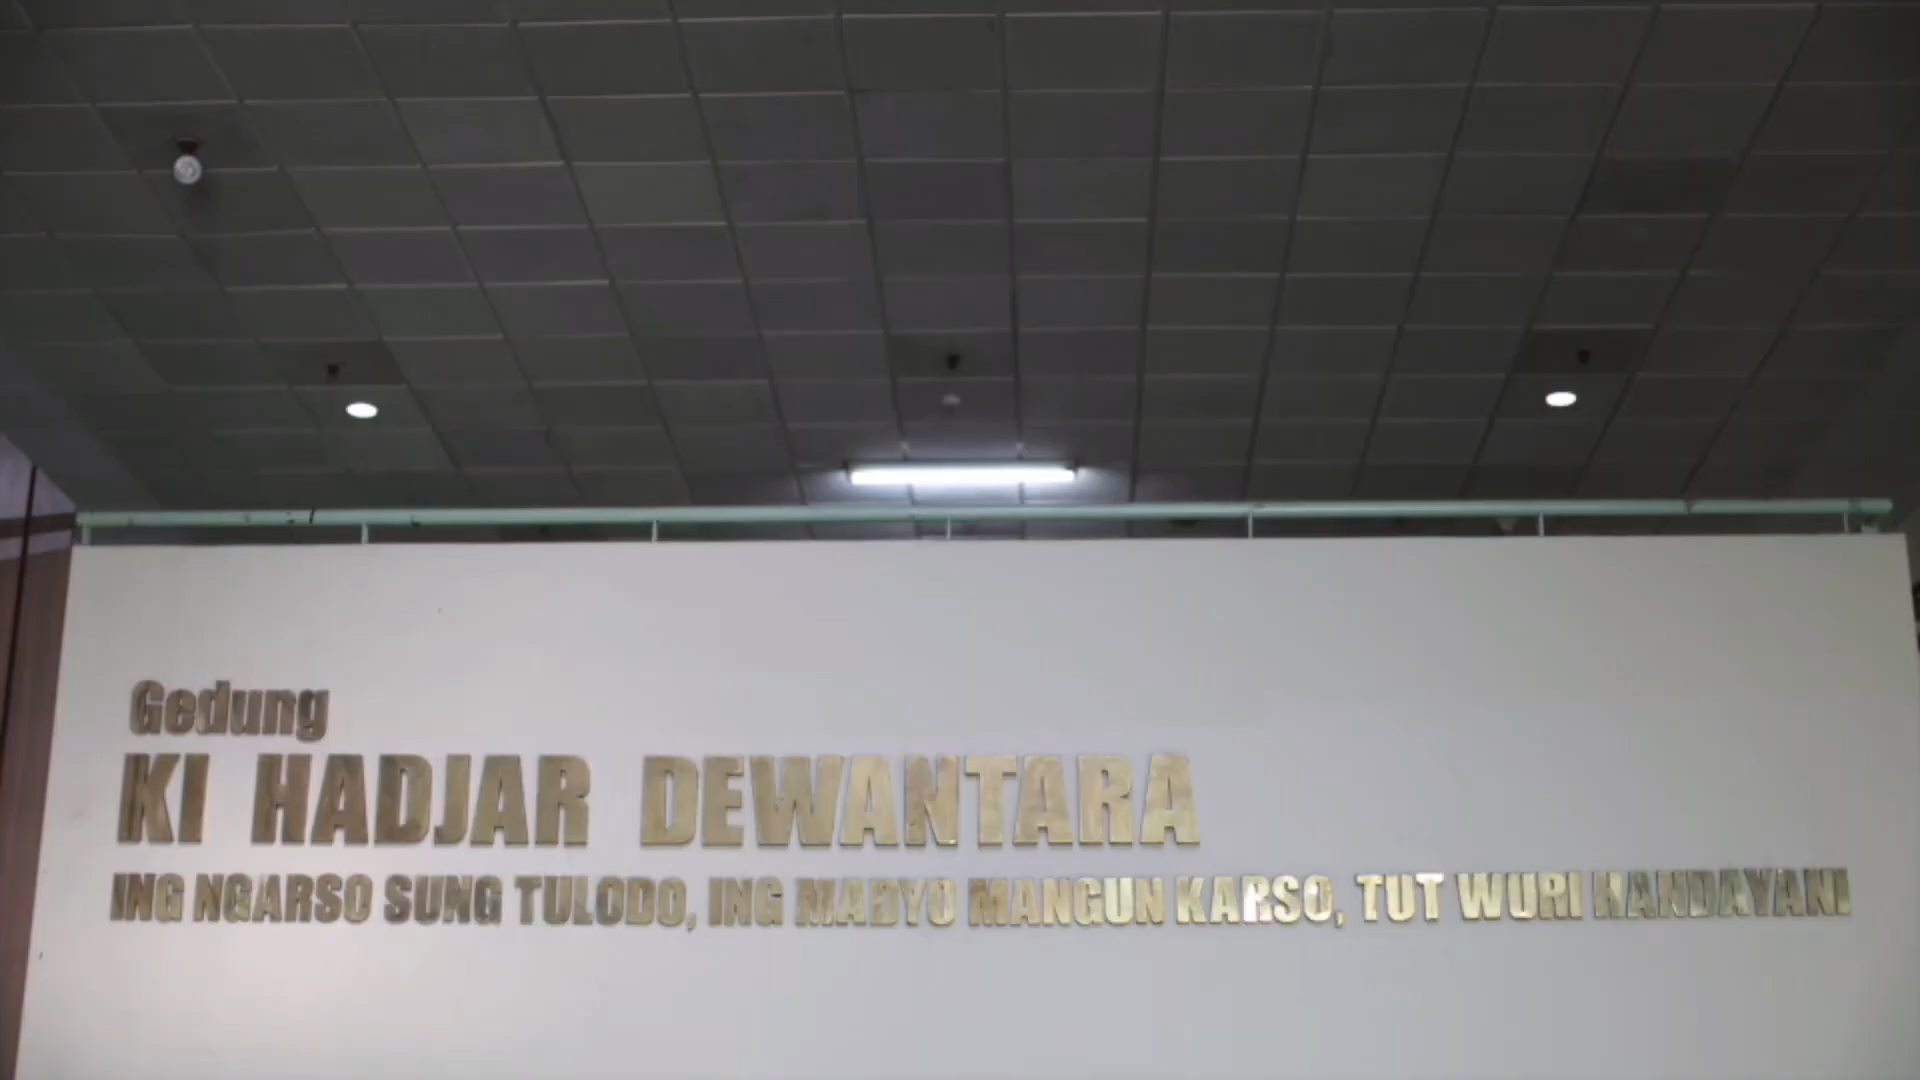 Gedung
KI HADJAR DEWANTARA
ING NGARSO SUNG TULODO, ING MADYO MANGUN KARSO, TUT WURI HANDAYANI